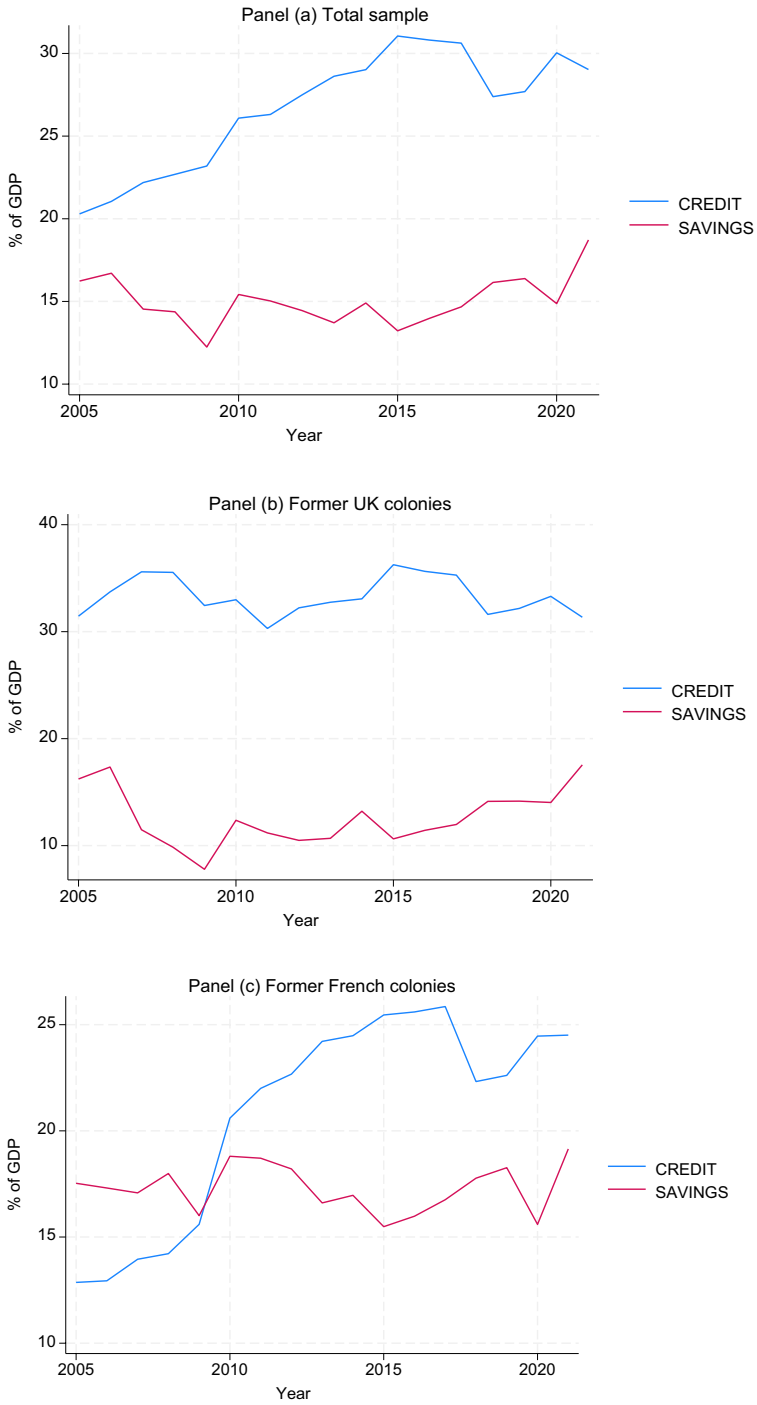 Panel (a) Total sample
30
25
20
15
10
% of GDP
2005 2010 2015 2020
Year
CREDIT
SAVINGS
Panel (b) Former UK colonies
40
30
20
10
% of GDP
2005 2010 2015 2020
Year
CREDIT
SAVINGS
Panel (c) Former French colonies
25
20
15
10
% of GDP
2005 2010 2015 2020
Year
CREDIT
SAVINGS